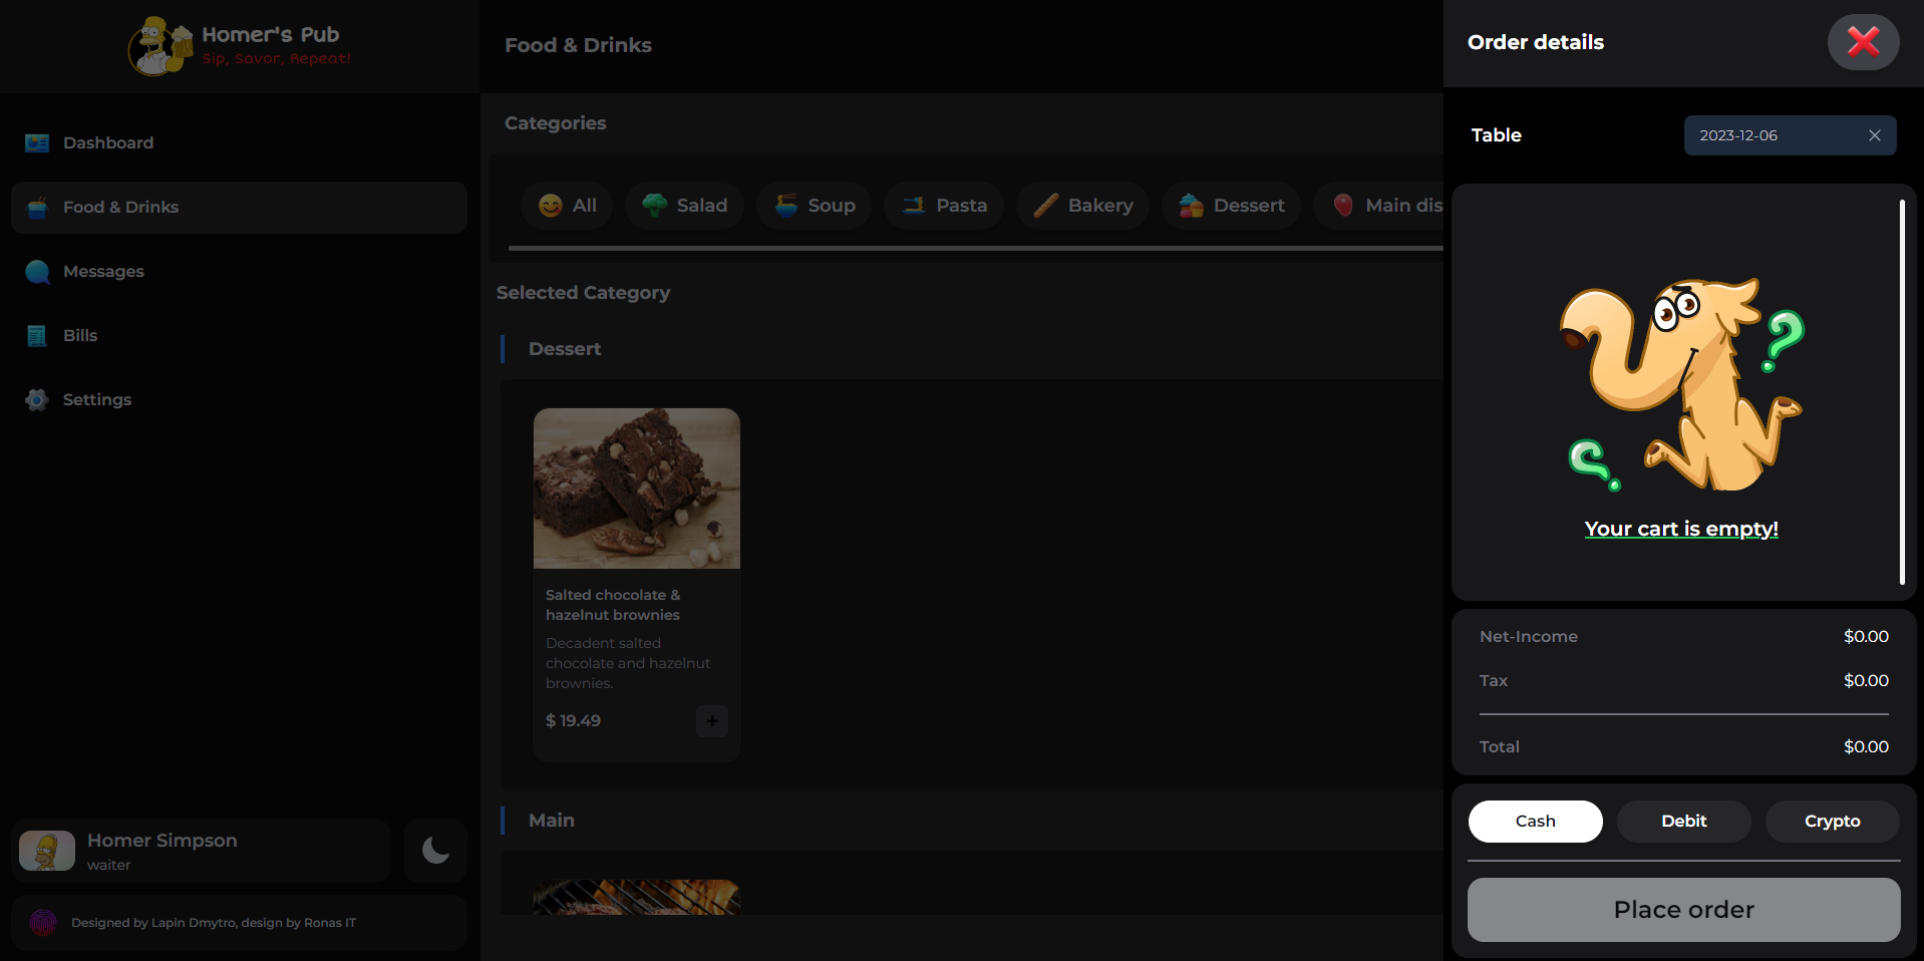 Homer's Pub
Sip, Savor, Repeat!
Dashboard
Food & Drinks
Messages
Bills
Settings
Homer Simpson
waiter
Designed by Lapin Dmytro, design by Ronas IT
Food & Drinks
Categories
All
Salad
Soup
Pasta
Bakery
Dessert
Main dis
Selected Category
Dessert
Salted chocolate &
hazelnut brownies
Decadent salted
chocolate and hazelnut
brownies.
$ 19.49
+
Main
Order details
Table
2023-12-06
Your cart is empty!
Net-Income
$0.00
Tax
$0.00
Total
$0.00
Cash
Debit
Crypto
Place order